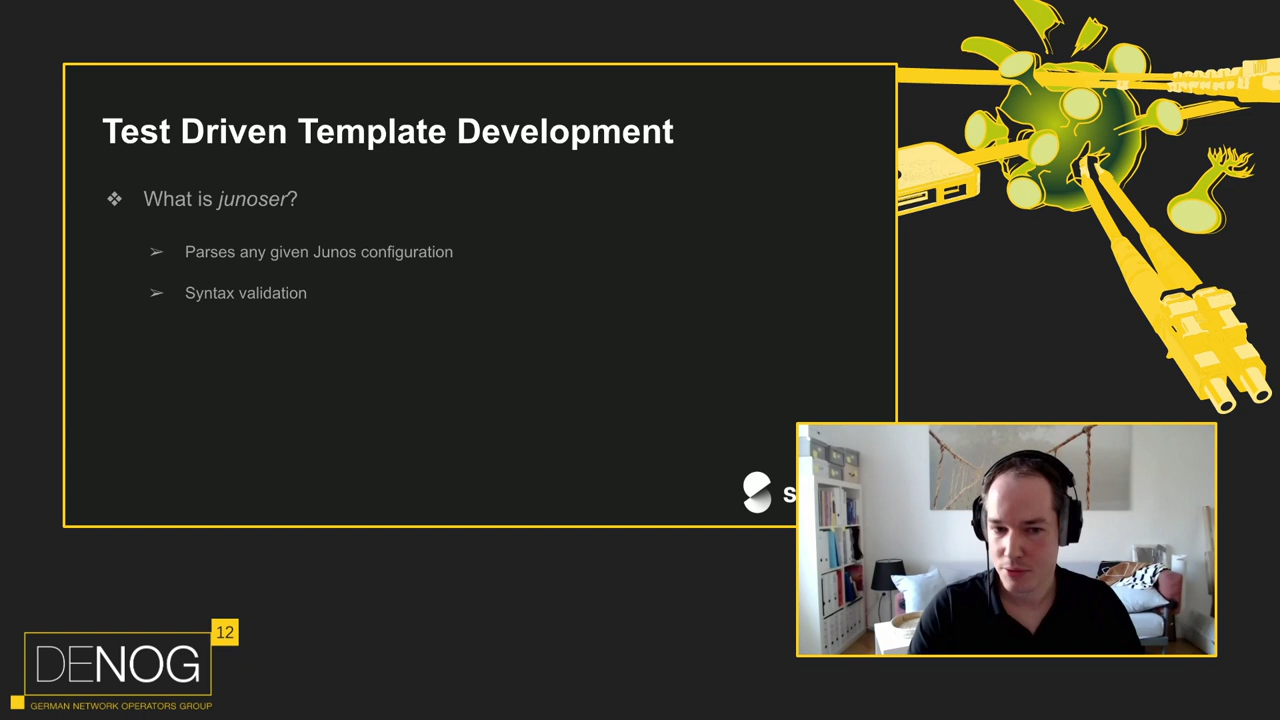 Test Driven Template Development
❖ What is junoser?
➢ Parses any given Junos configuration
➢ Syntax validation
s
12
DENOG
GERMAN NETWORK OPERATORS GROUP